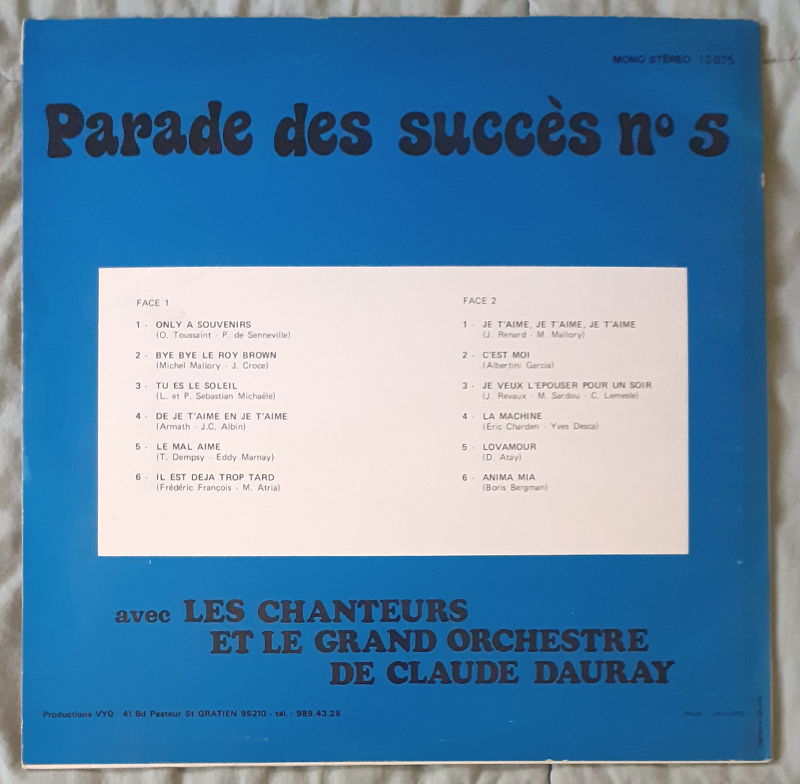 MONO STÉREO 10 025
Parade des succès nº 5
FACE 1
1 - ONLY A SOUVENIRS
(O. Toussaint - P. de Senneville)
2 - BYE BYE LE ROY BROWN
(Michel Mallory - J. Croce)
3 - TU ES LE SOLEIL
(L. et P. Sebastian Michaële)
4 - DE JE T'AIME EN JE T'AIME
(Armath - J.C. Albin)
5 - LE MAL AIME
(T. Dempsy - Eddy Marnay)
6 - IL EST DEJA TROP TARD
(Frédéric François - M. Atria)
FACE 2
1 - JE T'AIME, JE T'AIME, JE T'AIME
(J. Renard - M. Mallory)
2 - C'EST MOI
(Albertini Garcia)
3 - JE VEUX L'EPOUSER POUR UN SOIR
(J. Revaux - M. Sardou - C. Lemesle)
4 - LA MACHINE
(Eric Charden - Yves Descal)
5 - LOVAMOUR
(D. Atay)
6 - ANIMA MIA
(Boris Bergman)
avec LES CHANTEURS
ET LE GRAND ORCHESTRE
DE CLAUDE DAURAY
Productions VYG 41 Bd Pasteur St GRATIEN 95210 - tél. : 989.43.25
Photo